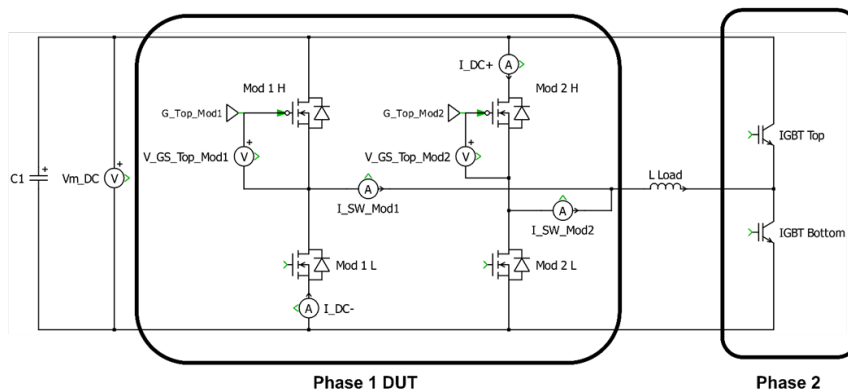 I_DC+
A
Mod 1 H
Mod 2 H
G_Top_Mod1
G_Top_Mod2
IGBT Top
V_GS_Top_Mod1
V
V_GS_Top_Mod2
V
C1
Vm_DC
V
L Load
A
I_SW_Mod1
A
I_SW_Mod2
IGBT Bottom
Mod 1 L
Mod 2 L
A
I_DC-
Phase 1 DUT
Phase 2